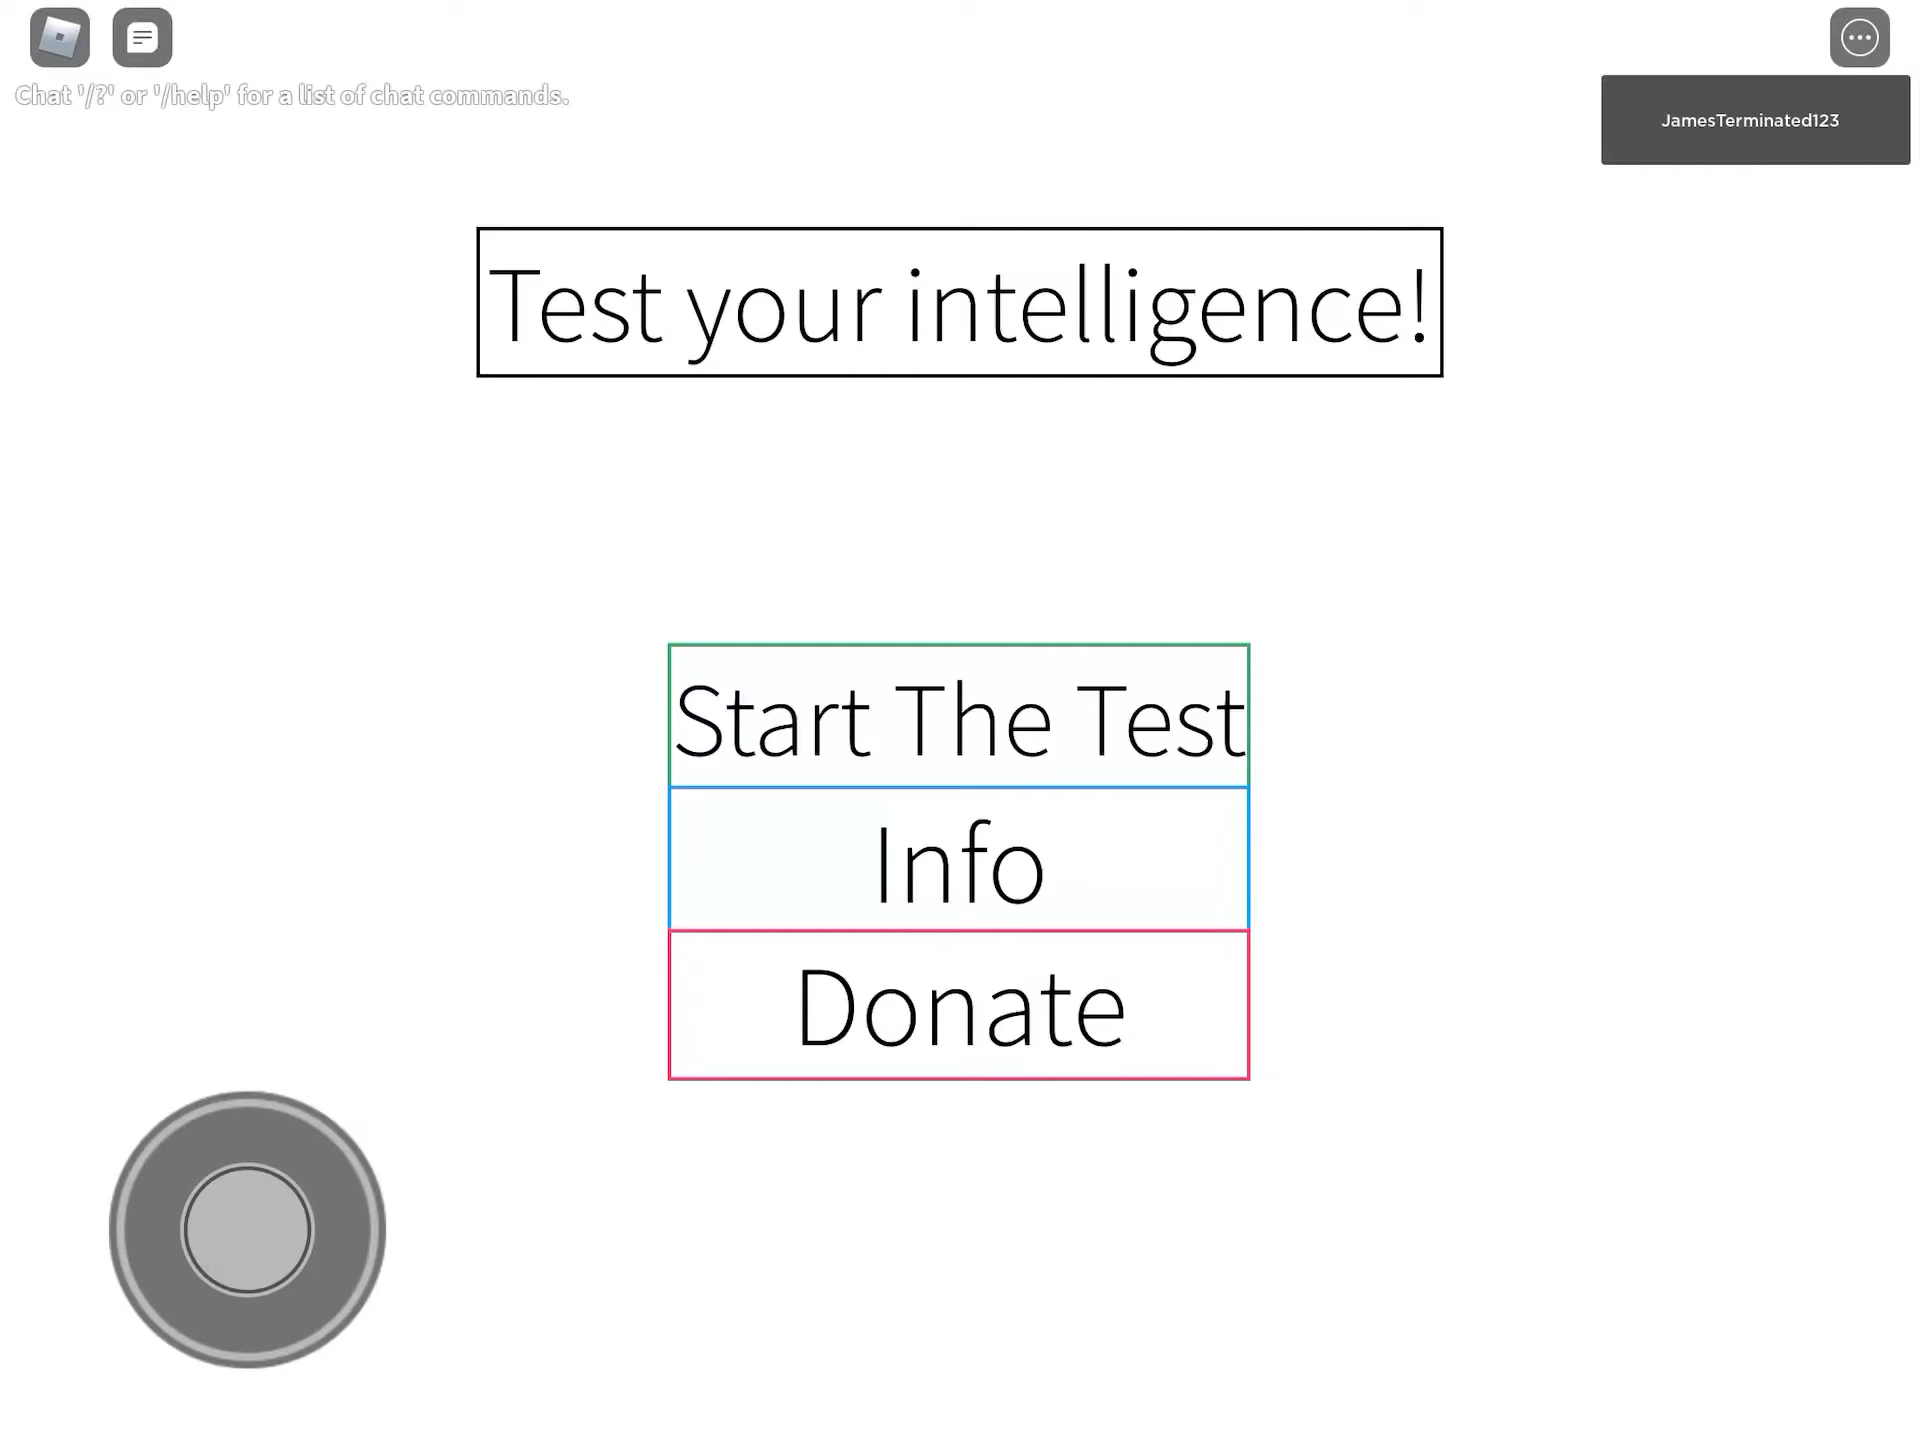 Chat '/?' or '/help' for a list of chat commands.
JamesTerminated123
Test your intelligence!
Start The Test
Info
Donate